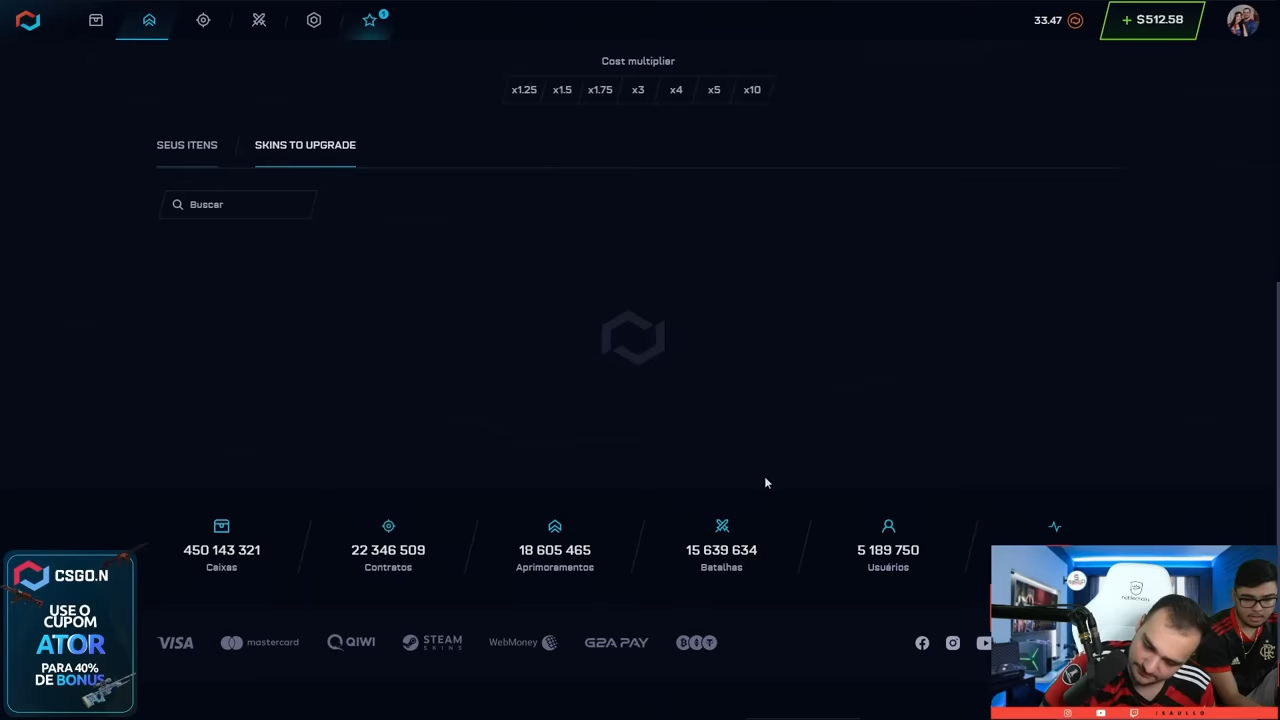 33.47
+ $512.58
1
Cost multiplier
x1.25 x1.5 x1.75 x3 x4 x5 x10
SEUS ITENS
SKINS TO UPGRADE
Buscar
450 143 321
Caixas
22 346 509
Contratos
18 605 465
Aprimoramentos
15 639 634
Batalhas
5 189 750
Usuários
CSGO.N
USE O
CUPOM
ATOR
PARA 40%
DE BONUS
VISA
mastercard
QIWI
STEAM
SKINS
WebMoney
G2A PAY
noblechairs